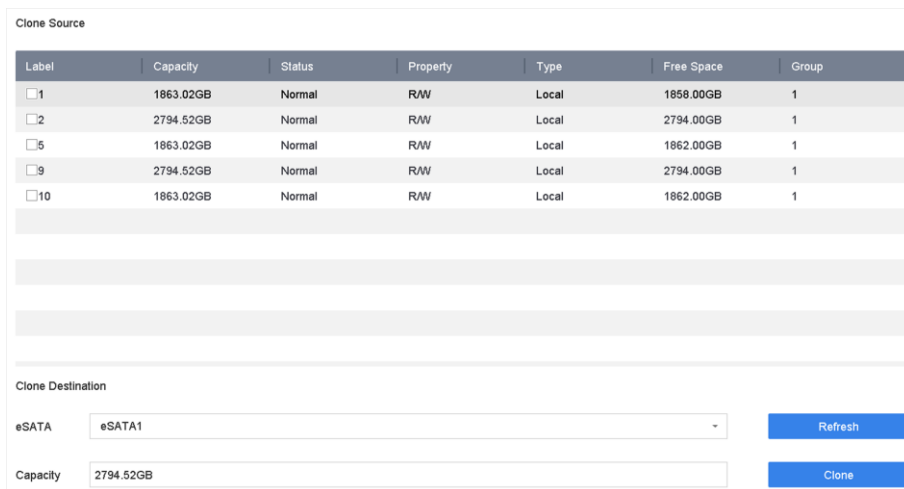 Clone Source
Label Capacity Status Property Type Free Space Group
1 1863.02GB Normal R/W Local 1858.00GB 1
2 2794.52GB Normal R/W Local 2794.00GB 1
5 1863.02GB Normal R/W Local 1862.00GB 1
9 2794.52GB Normal R/W Local 2794.00GB 1
10 1863.02GB Normal R/W Local 1862.00GB 1
Clone Destination
eSATA eSATA1 Refresh
Capacity 2794.52GB Clone